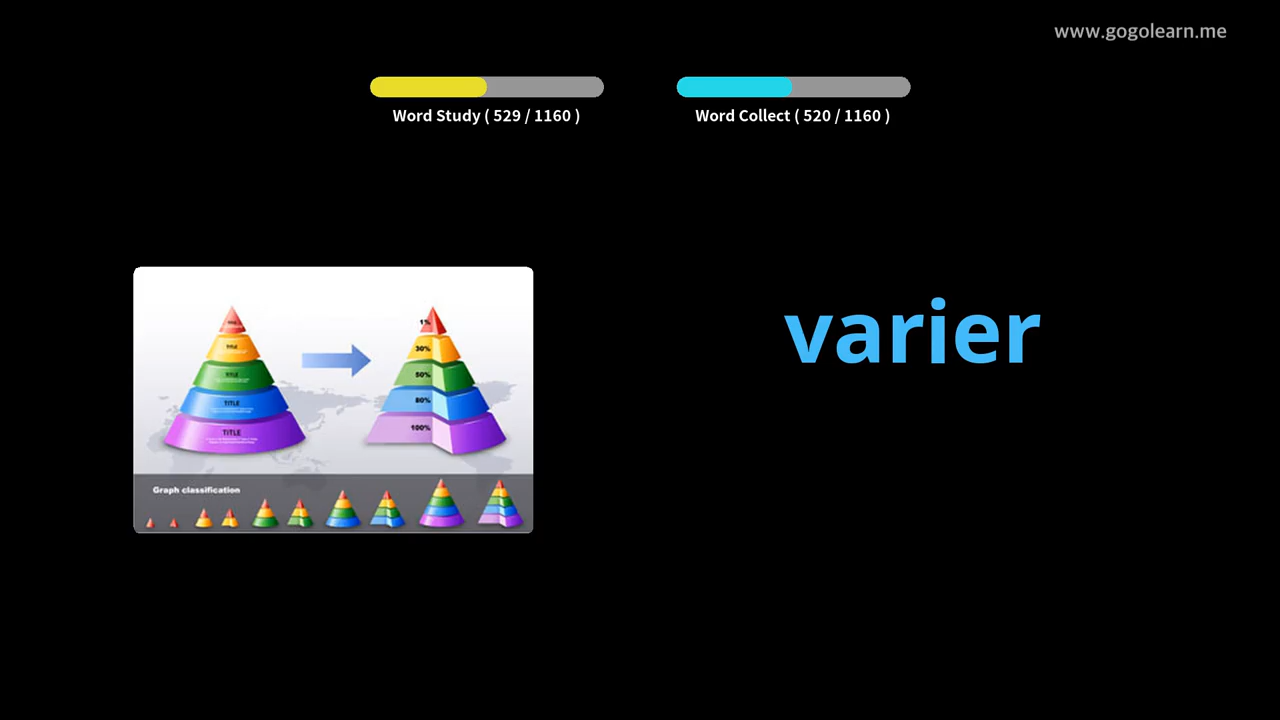 www.gogolearn.me
Word Study ( 529 / 1160 )
Word Collect ( 520 / 1160 )
varier
1%
30%
TITLE
50%
TITLE
80%
TITLE
100%
TITLE
Graph classification